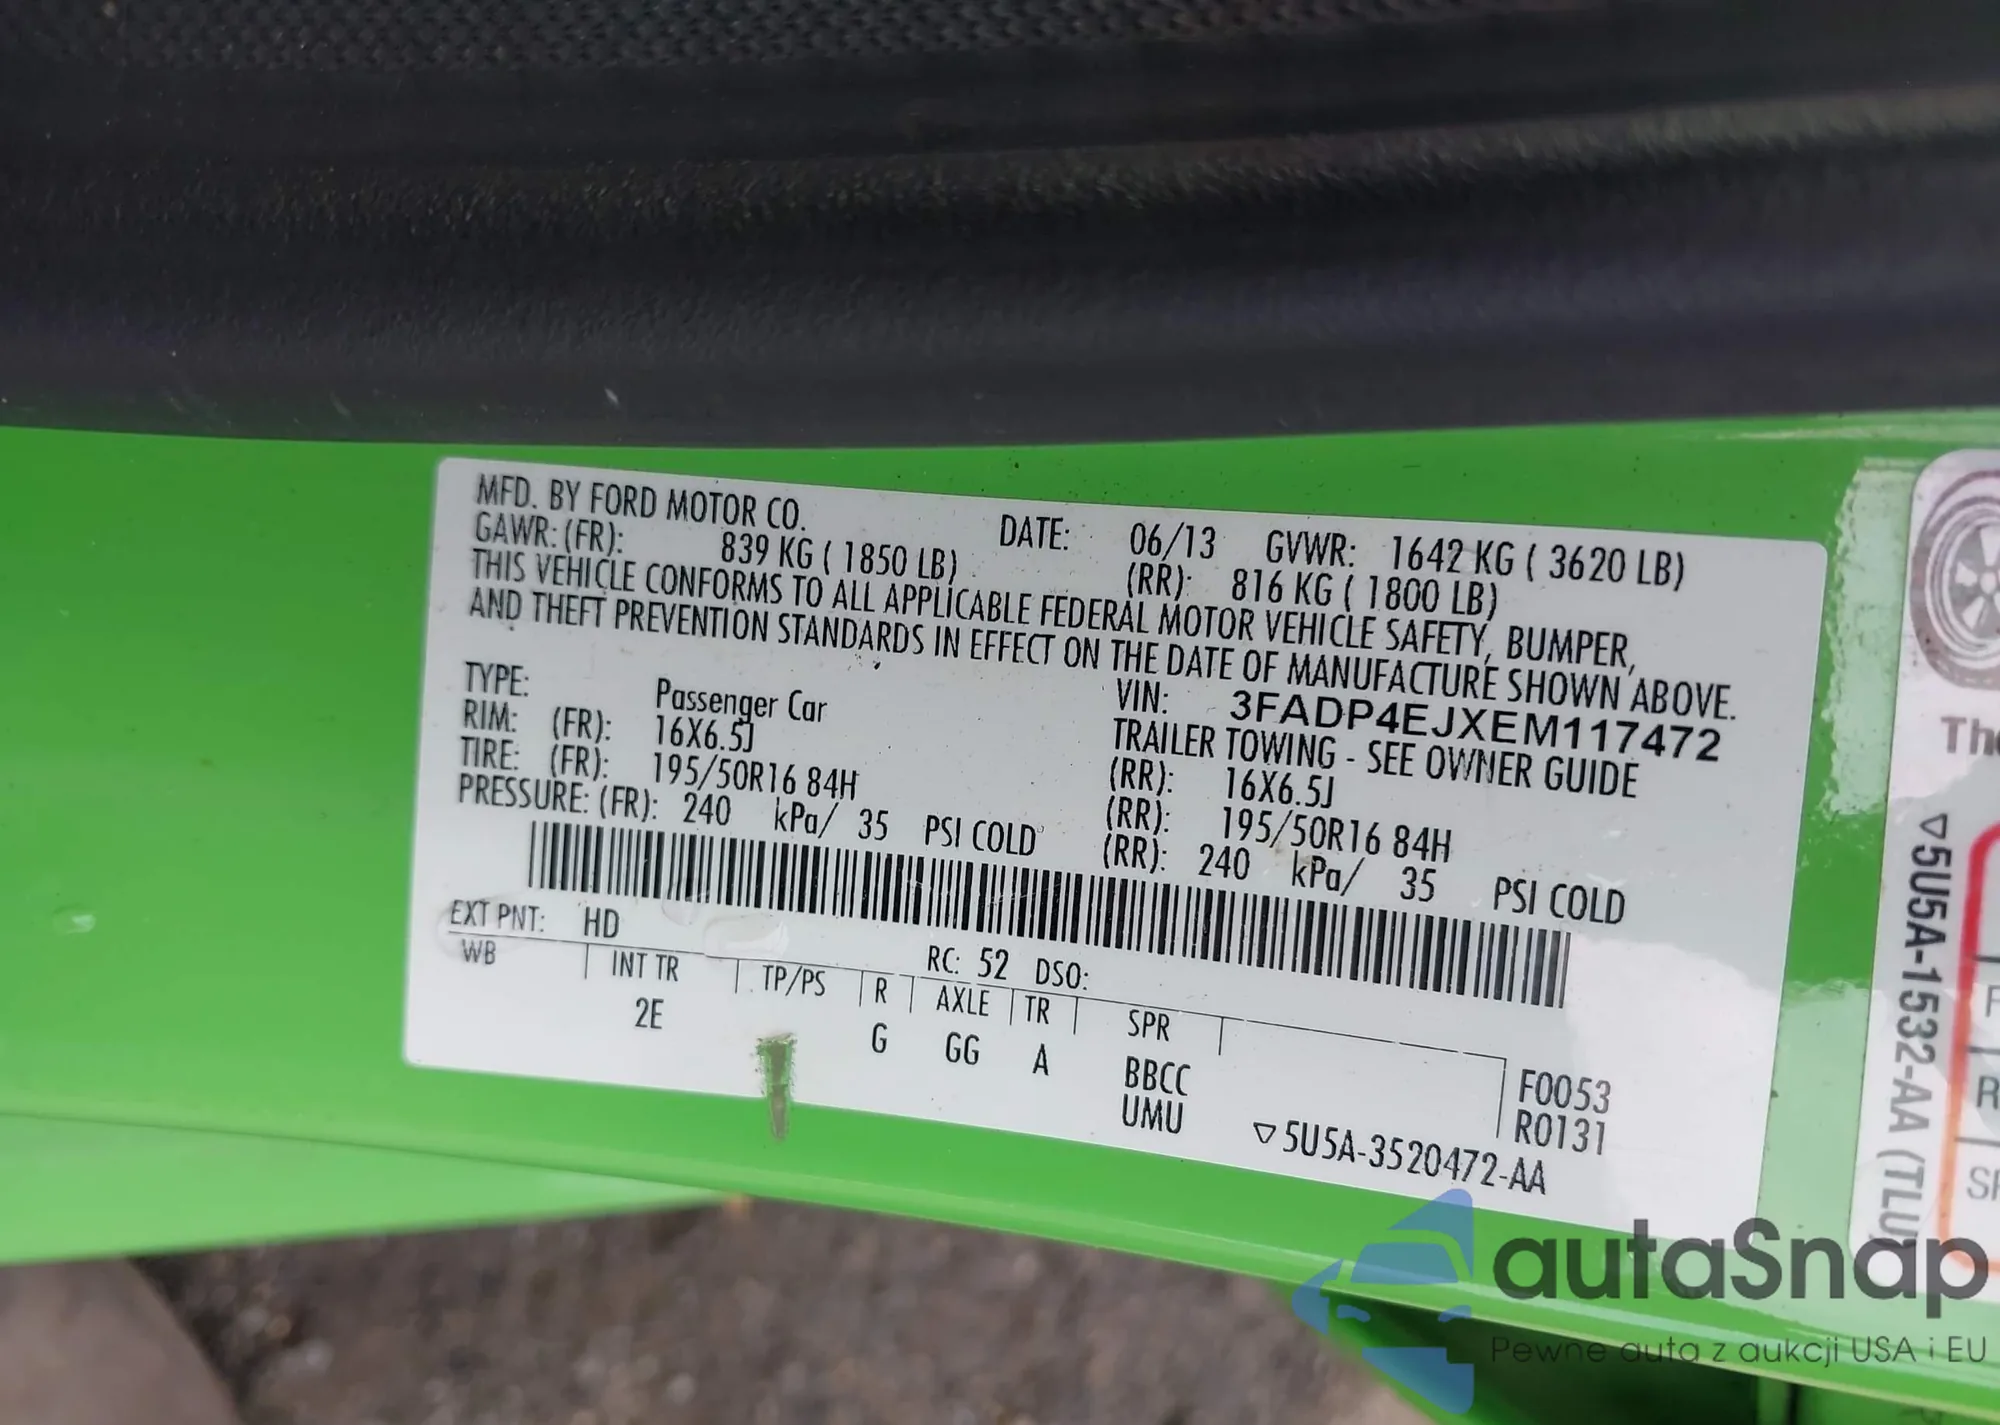 MFD. BY FORD MOTOR CO. DATE: 06/13 GVWR: 1642 KG ( 3620 LB)
GAWR: (FR): 839 KG ( 1850 LB) (RR): 816 KG ( 1800 LB)
THIS VEHICLE CONFORMS TO ALL APPLICABLE FEDERAL MOTOR VEHICLE SAFETY, BUMPER,
AND THEFT PREVENTION STANDARDS IN EFFECT ON THE DATE OF MANUFACTURE SHOWN ABOVE.
VIN: 3FADP4EJXEM117472
TYPE: Passenger Car TRAILER TOWING - SEE OWNER GUIDE
RIM: (FR): 16X6.5J (RR): 16X6.5J
TIRE: (FR): 195/50R16 84H (RR): 195/50R16 84H
PRESSURE: (FR): 240 kPa/ 35 PSI COLD (RR): 240 kPa/ 35 PSI COLD
EXT PNT: HD RC: 52 DSO:
WB INT TR TP/PS R AXLE TR SPR
2E G GG A BBCC F0053
UMU R0131
▽5U5A-3520472-AA
The
▽5U5A-1532-AA (TLU)
F
R
SP
autaSnap
Pewne auta z aukcji USA i EU